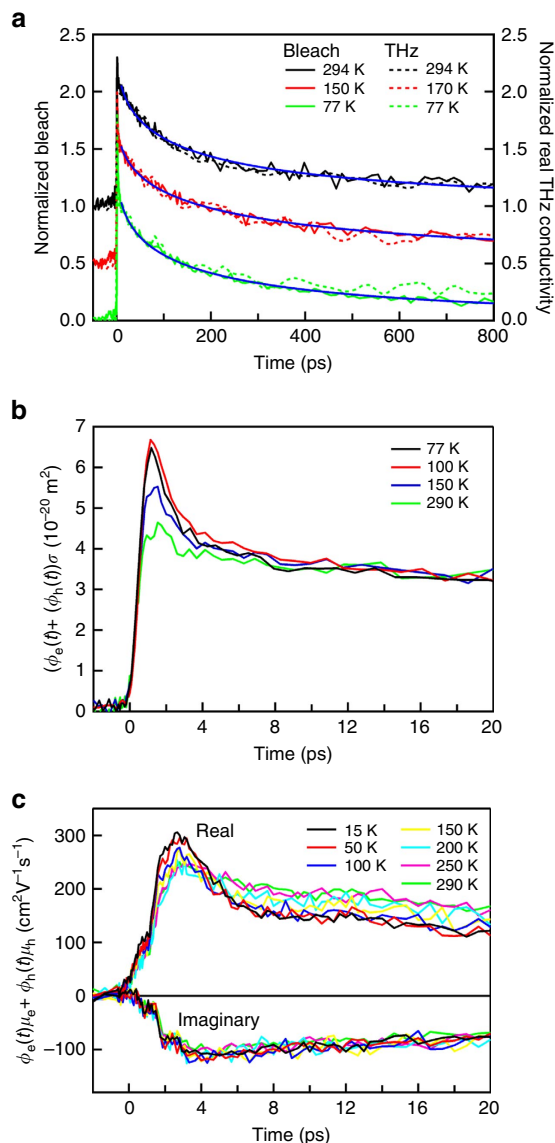 a
Bleach THz
294 K 294 K
150 K 170 K
77 K 77 K
2.5 2.5
2.0 2.0
1.5 1.5
1.0 1.0
0.5 0.5
0.0 0.0
Normalized bleach
Normalized real THz conductivity
0 200 400 600 800
Time (ps)
b
77 K
100 K
150 K
290 K
7
6
5
4
3
2
1
0
(ϕe(t)+ (ϕh(t))σ (10−20 m2)
0 4 8 12 16 20
Time (ps)
c
Real
15 K 150 K
50 K 200 K
100 K 250 K
290 K
300
200
100
0
−100
Imaginary
ϕe(t)μe+ ϕh(t)μh (cm2V−1s−1)
0 4 8 12 16 20
Time (ps)